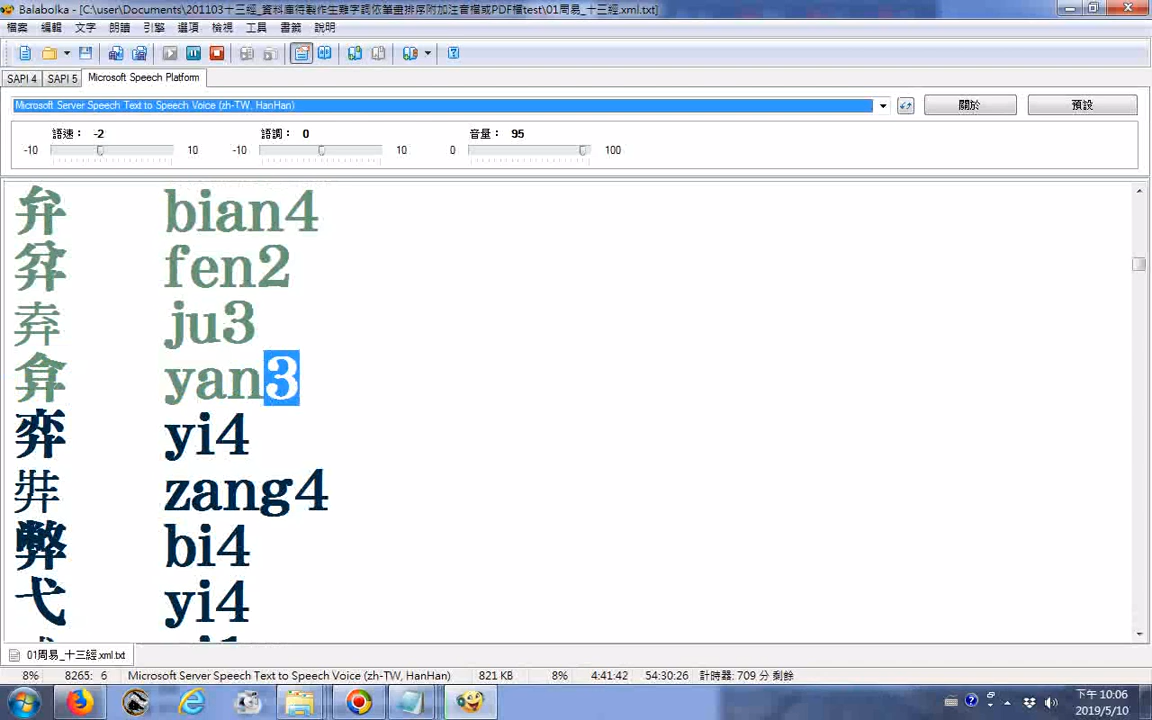 Balabolka - [C:\user\Documents\201103十三經_資料庫待製作生難字詞依筆畫排序附加注音檔或PDF檔test\01周易_十三經.xml.txt]
檔案 編輯 文字 朗讀 引擎 選項 檢視 工具 書籤 說明
SAPI 4 SAPI 5 Microsoft Speech Platform
Microsoft Server Speech Text to Speech Voice (zh-TW, HanHan) 關於 預設
語速: -2 語調: 0 音量: 95
-10 10 -10 10 0 100
弁 bian4
弅 fen2
弆 ju3
弇 yan3
弈 yi4
弉 zang4
弊 bi4
弋 yi4
01周易_十三經.xml.txt
8% 8265: 6 Microsoft Server Speech Text to Speech Voice (zh-TW, HanHan) 821 KB 8% 4:41:42 54:30:26 計時器: 709 分 剩餘
下午 10:06
2019/5/10